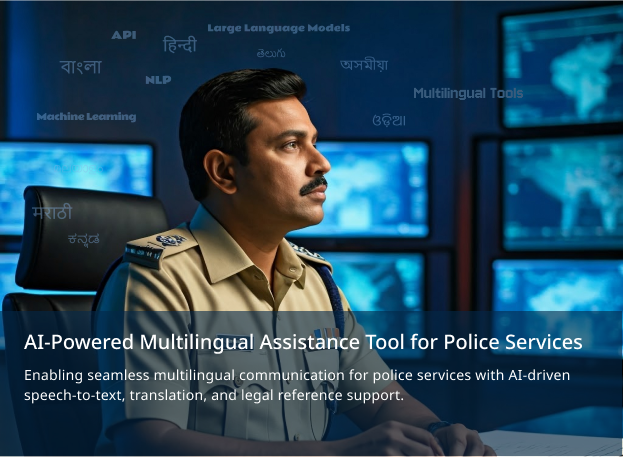 API
Large Language Models
हिन्दी
తెలుగు
বাংলা
অসমীয়া
NLP
Multilingual Tools
Machine Learning
ଓଡ଼ିଆ
मराठी
ಕನ್ನಡ
AI-Powered Multilingual Assistance Tool for Police Services
Enabling seamless multilingual communication for police services with AI-driven
speech-to-text, translation, and legal reference support.